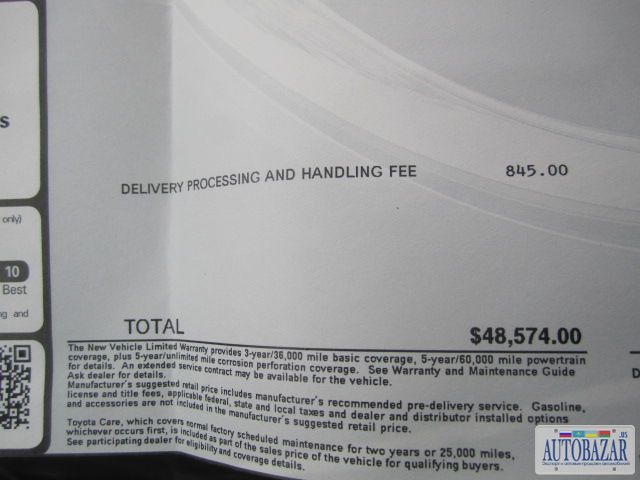 S
only)
10
Best
ng and
DELIVERY PROCESSING AND HANDLING FEE 845.00
TOTAL $48,574.00
The New Vehicle Limited Warranty provides 3-year/36,000 mile basic coverage, 5-year/60,000 mile powertrain
coverage, plus 5-year/unlimited mile corrosion perforation coverage. See Warranty and Maintenance Guide
for details. An extended service contract may be available for the vehicle.
Ask dealer for details.
Manufacturer's suggested retail price includes manufacturer's recommended pre-delivery service. Gasoline,
license and title fees, applicable federal, state and local taxes and dealer and distributor installed options
and accessories are not included in the manufacturer's suggested retail price.
Toyota Care, which covers normal factory scheduled maintenance for two years or 25,000 miles,
whichever occurs first, is included as part of the sales price of the vehicle for qualifying buyers.
See participating dealer for eligibility and coverage details.
D
AUTOBAZAR .US